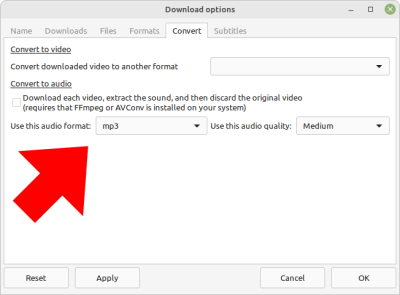 Download options
Name Downloads Files Formats Convert Subtitles
Convert to video
Convert downloaded video to another format
Convert to audio
Download each video, extract the sound, and then discard the original video
(requires that FFmpeg or AVConv is installed on your system)
Use this audio format: mp3 Use this audio quality: Medium
Reset Apply Cancel OK